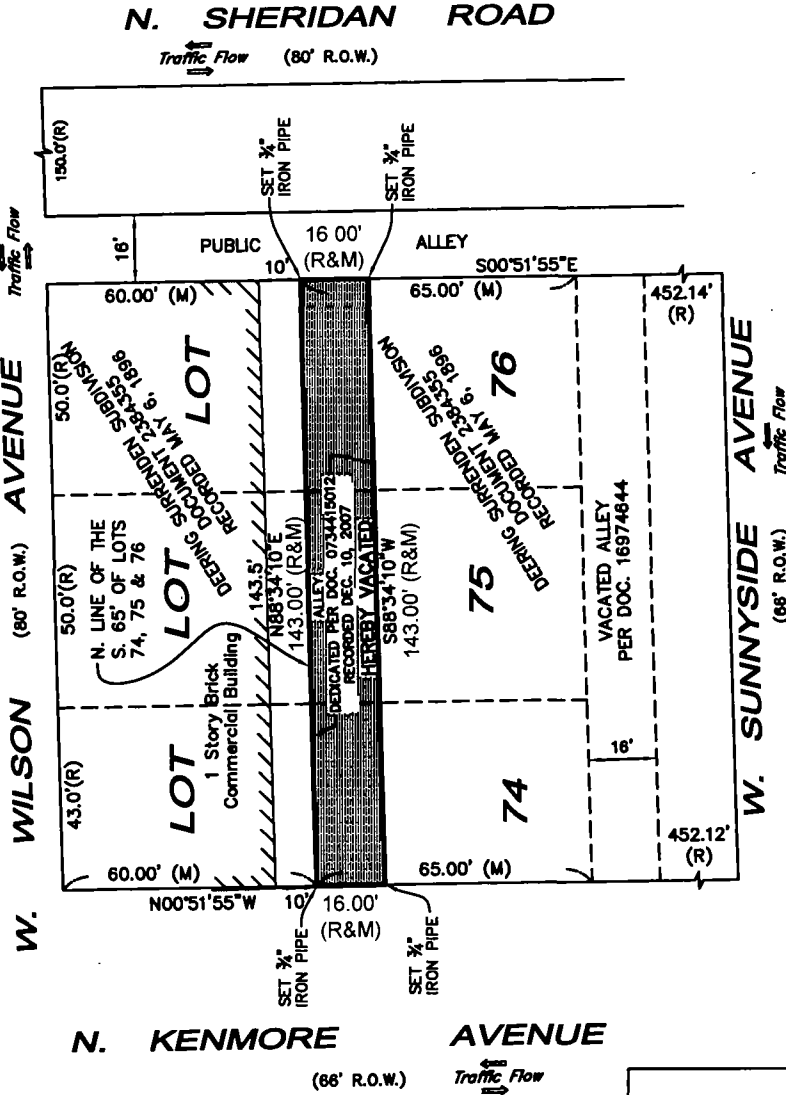 N. SHERIDAN ROAD
Traffic Flow (80' R.O.W.)
150.0'(R)
SET ¾"
IRON PIPE
SET ¾"
IRON PIPE
Traffic Flow
16'
PUBLIC
16 00'
(R&M)
ALLEY
10'
S00°51'55"E
60.00' (M)
65.00' (M)
452.14'
(R)
W. WILSON (80' R.O.W.) AVENUE
50.0'(R)
50.0'(R)
43.0'(R)
DEERING SURRENDEN SUBDIVISION
DOCUMENT 2384355
RECORDED MAY 6, 1896
LOT
LOT
LOT
N. LINE OF THE
S. 65' OF LOTS
74, 75 & 76
1 Story Brick
Commercial Building
143.5'
N88°34'10"E
143.00' (R&M)
ALLEY
DEDICATED PER DOC. 0734415012
RECORDED DEC. 10, 2007
HEREBY VACATED
S88°34'10"W
143.00' (R&M)
DEERING SURRENDEN SUBDIVISION
DOCUMENT 2384355
RECORDED MAY 6, 1896
76
75
74
VACATED ALLEY
PER DOC. 16974844
16'
W. SUNNYSIDE AVENUE
(66' R.O.W.)
Traffic Flow
60.00' (M)
65.00' (M)
452.12'
(R)
N00°51'55"W
10'
16.00'
(R&M)
SET ¾"
IRON PIPE
SET ¾"
IRON PIPE
N. KENMORE AVENUE
(66' R.O.W.) Traffic Flow